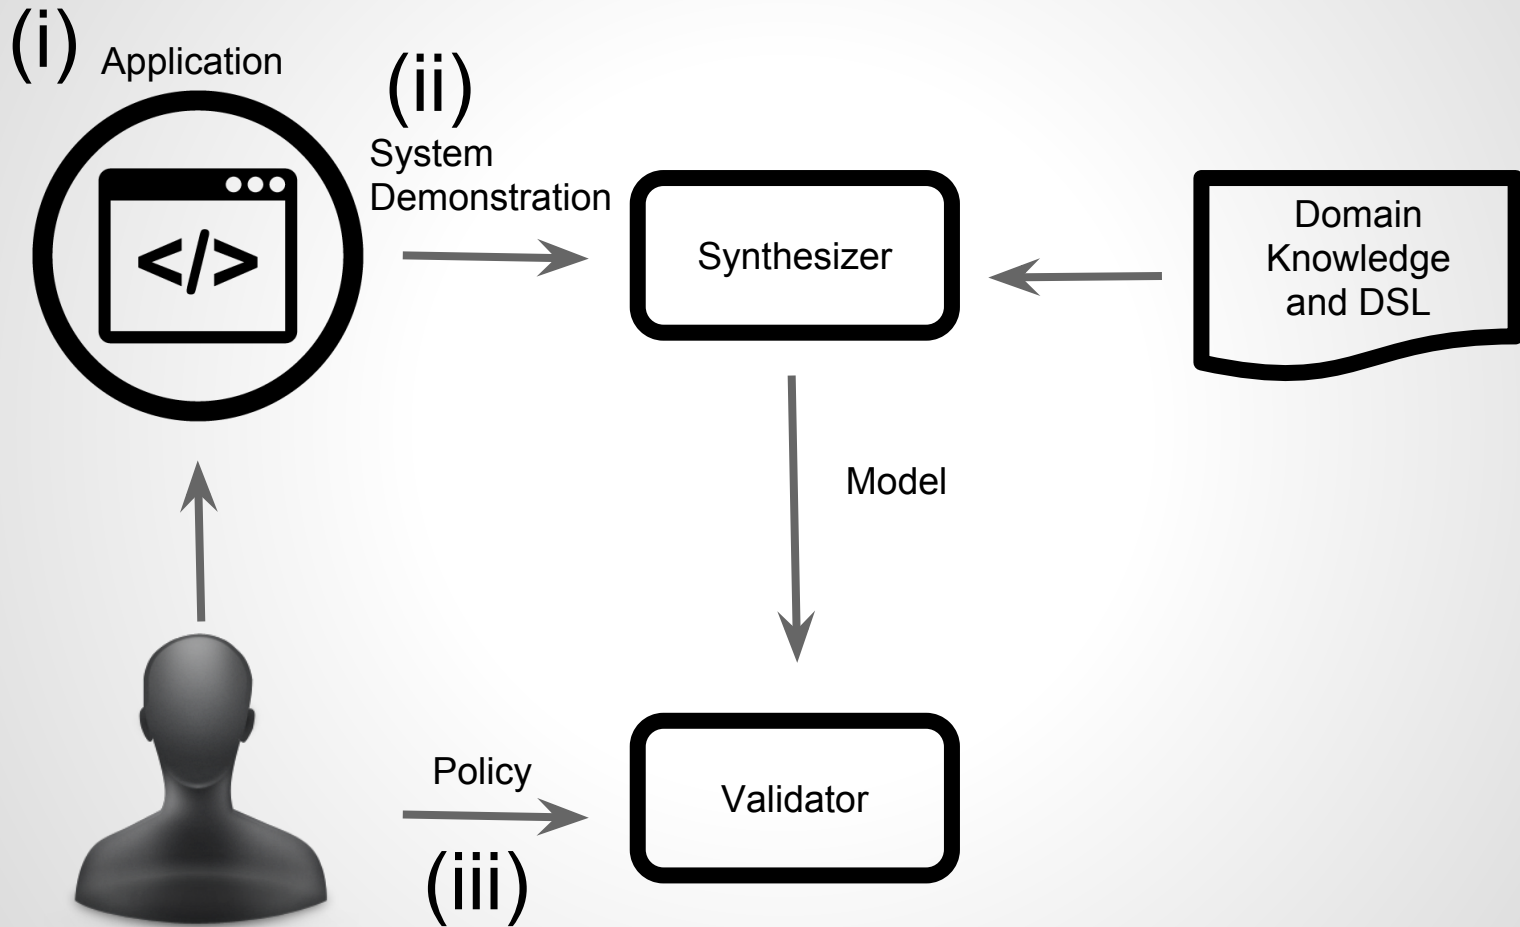 (i)
Application
(ii)
System
Demonstration
</>
Synthesizer
Domain
Knowledge
and DSL
Model
Policy
Validator
(iii)